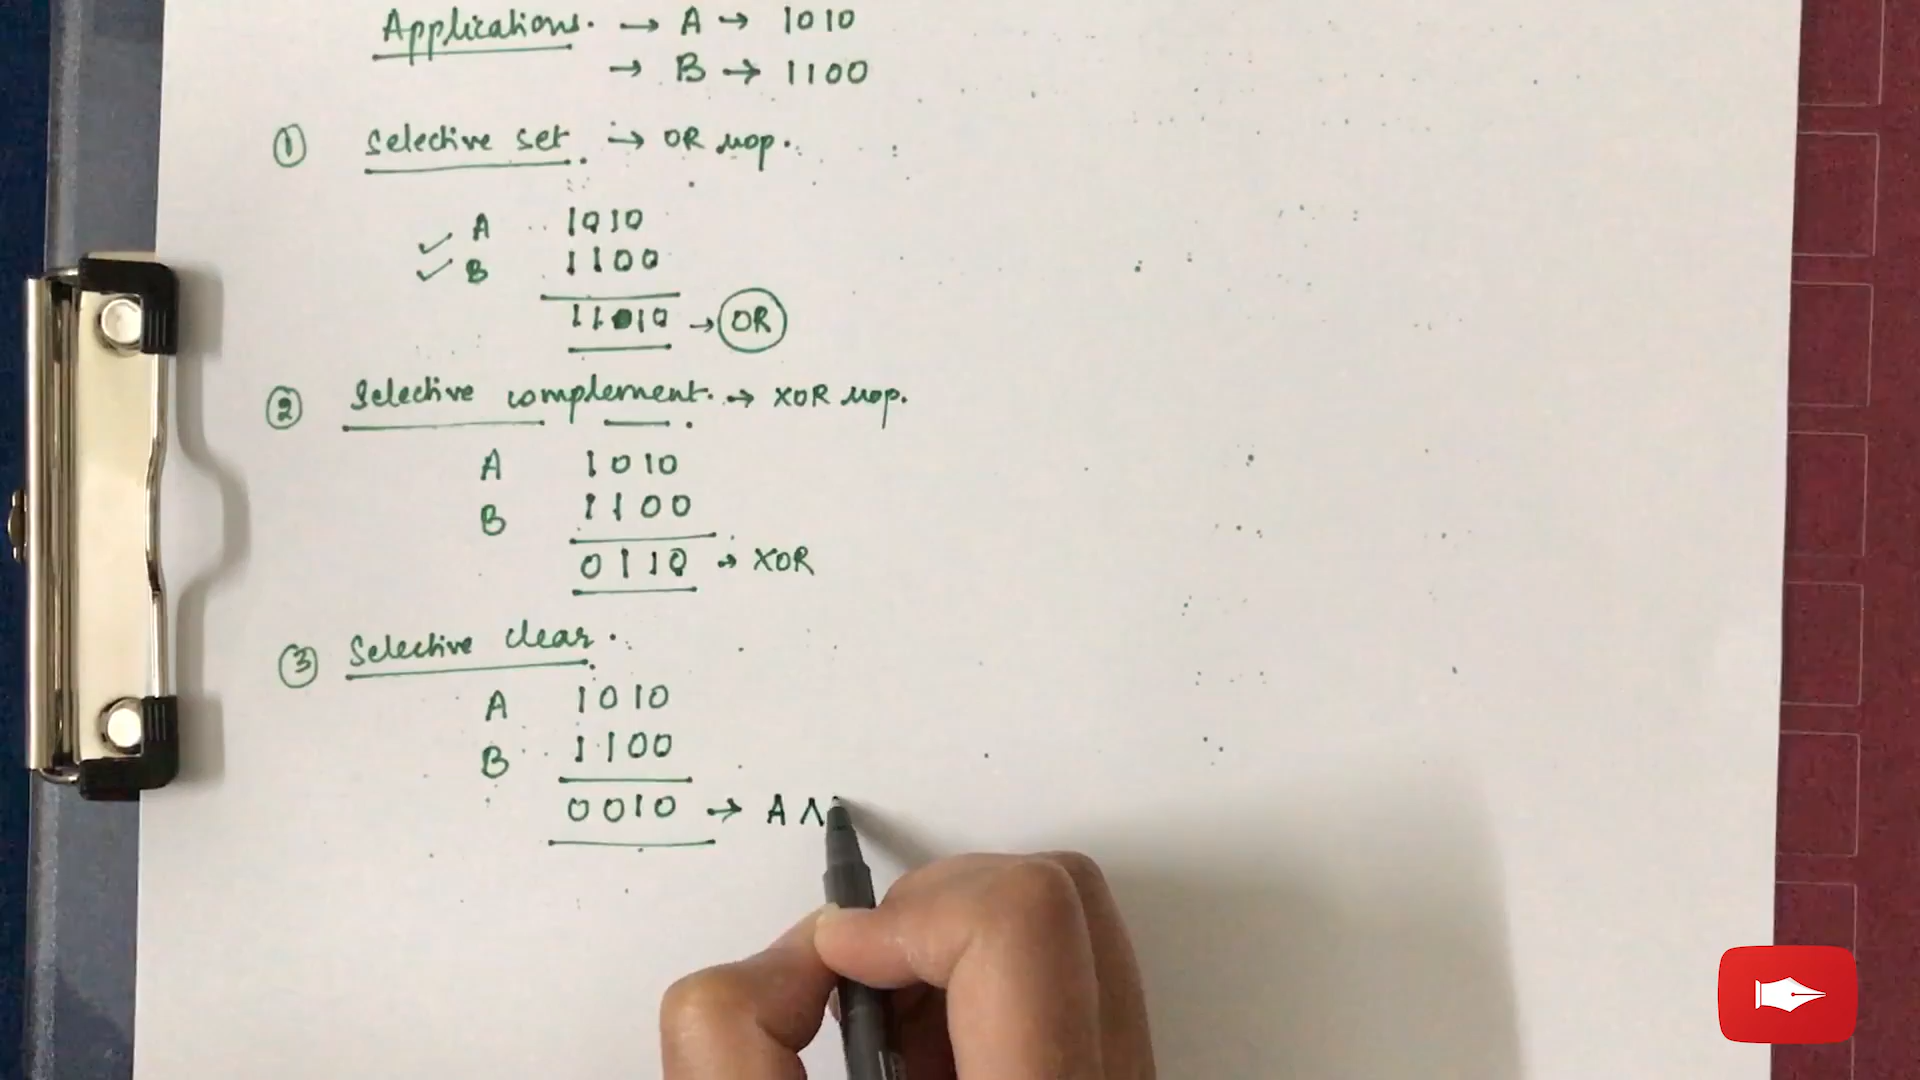 Applications. → A → 1010
→ B → 1100
① Selective set. → OR μop.
✓ A 1010
✓ B 1100
11010 → OR
② Selective complement. → XOR μop.
A 1010
B 1100
0110 → XOR
③ Selective clear.
A 1010
B 1100
0010 → A ∧